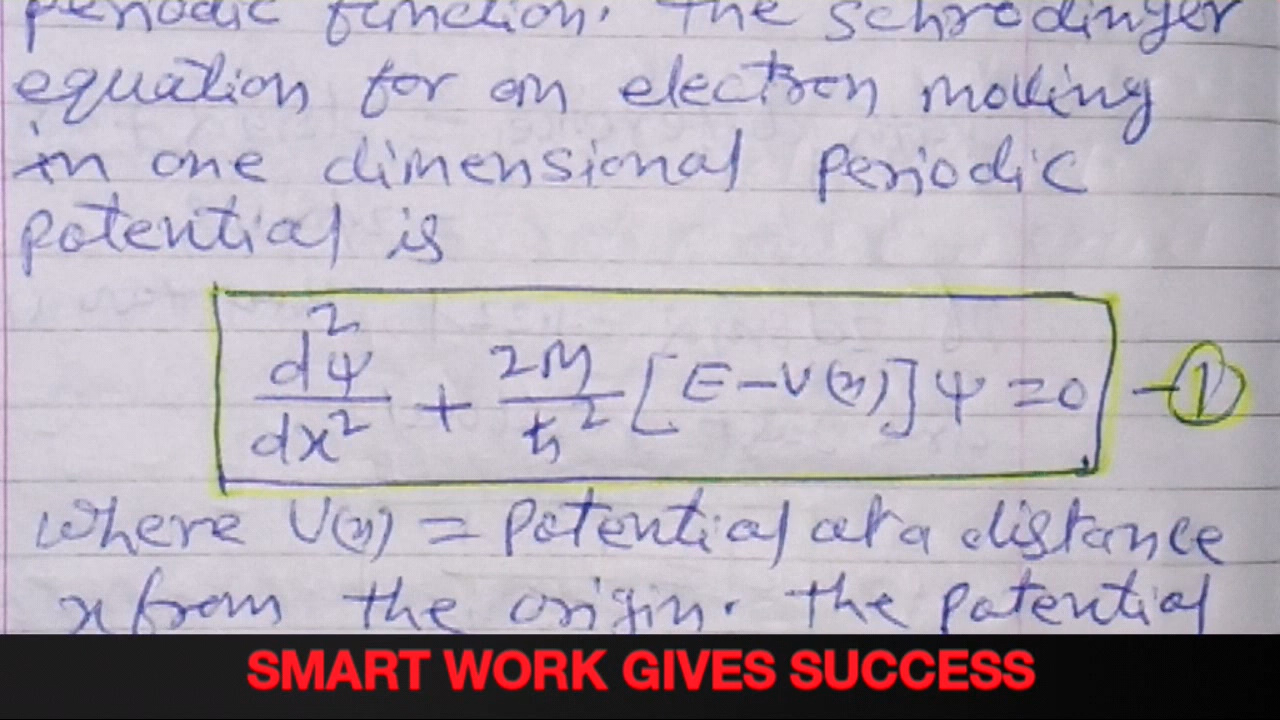 periodic function. The schrodinger
equation for an electron moving
in one dimensional periodic
potential is
d²ψ/dx² + 2m/ħ² [E-V(x)]ψ = 0 -①
where V(x) = Potential at a distance
x from the origin. The potential
SMART WORK GIVES SUCCESS